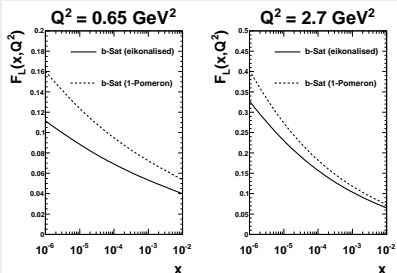 Q² = 0.65 GeV²
F_L(x,Q²)
0.2
0.18
0.16
0.14
0.12
0.1
0.08
0.06
0.04
0.02
0
b-Sat (eikonalised)
b-Sat (1-Pomeron)
10⁻⁶ 10⁻⁵ 10⁻⁴ 10⁻³ 10⁻²
x
Q² = 2.7 GeV²
F_L(x,Q²)
0.5
0.45
0.4
0.35
0.3
0.25
0.2
0.15
0.1
0.05
0
b-Sat (eikonalised)
b-Sat (1-Pomeron)
10⁻⁶ 10⁻⁵ 10⁻⁴ 10⁻³ 10⁻²
x